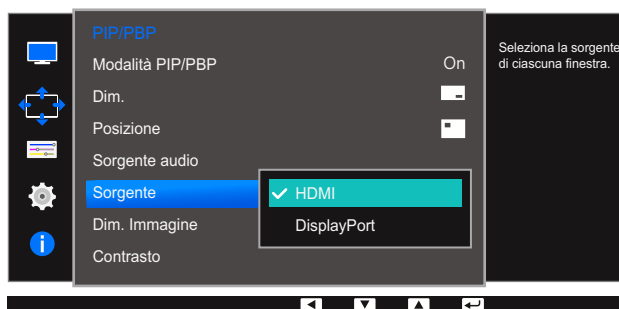 PIP/PBP
Modalità PIP/PBP On
Dim.
Posizione
Sorgente audio
Sorgente
HDMI
DisplayPort
Dim. Immagine
Contrasto
Seleziona la sorgente
di ciascuna finestra.